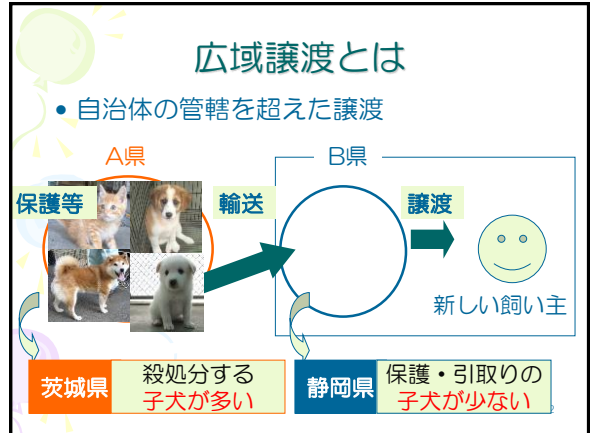 広域譲渡とは
• 自治体の管轄を超えた譲渡
A県
B県
保護等
輸送
譲渡
新しい飼い主
茨城県
殺処分する
子犬が多い
静岡県
保護・引取りの
子犬が少ない
2